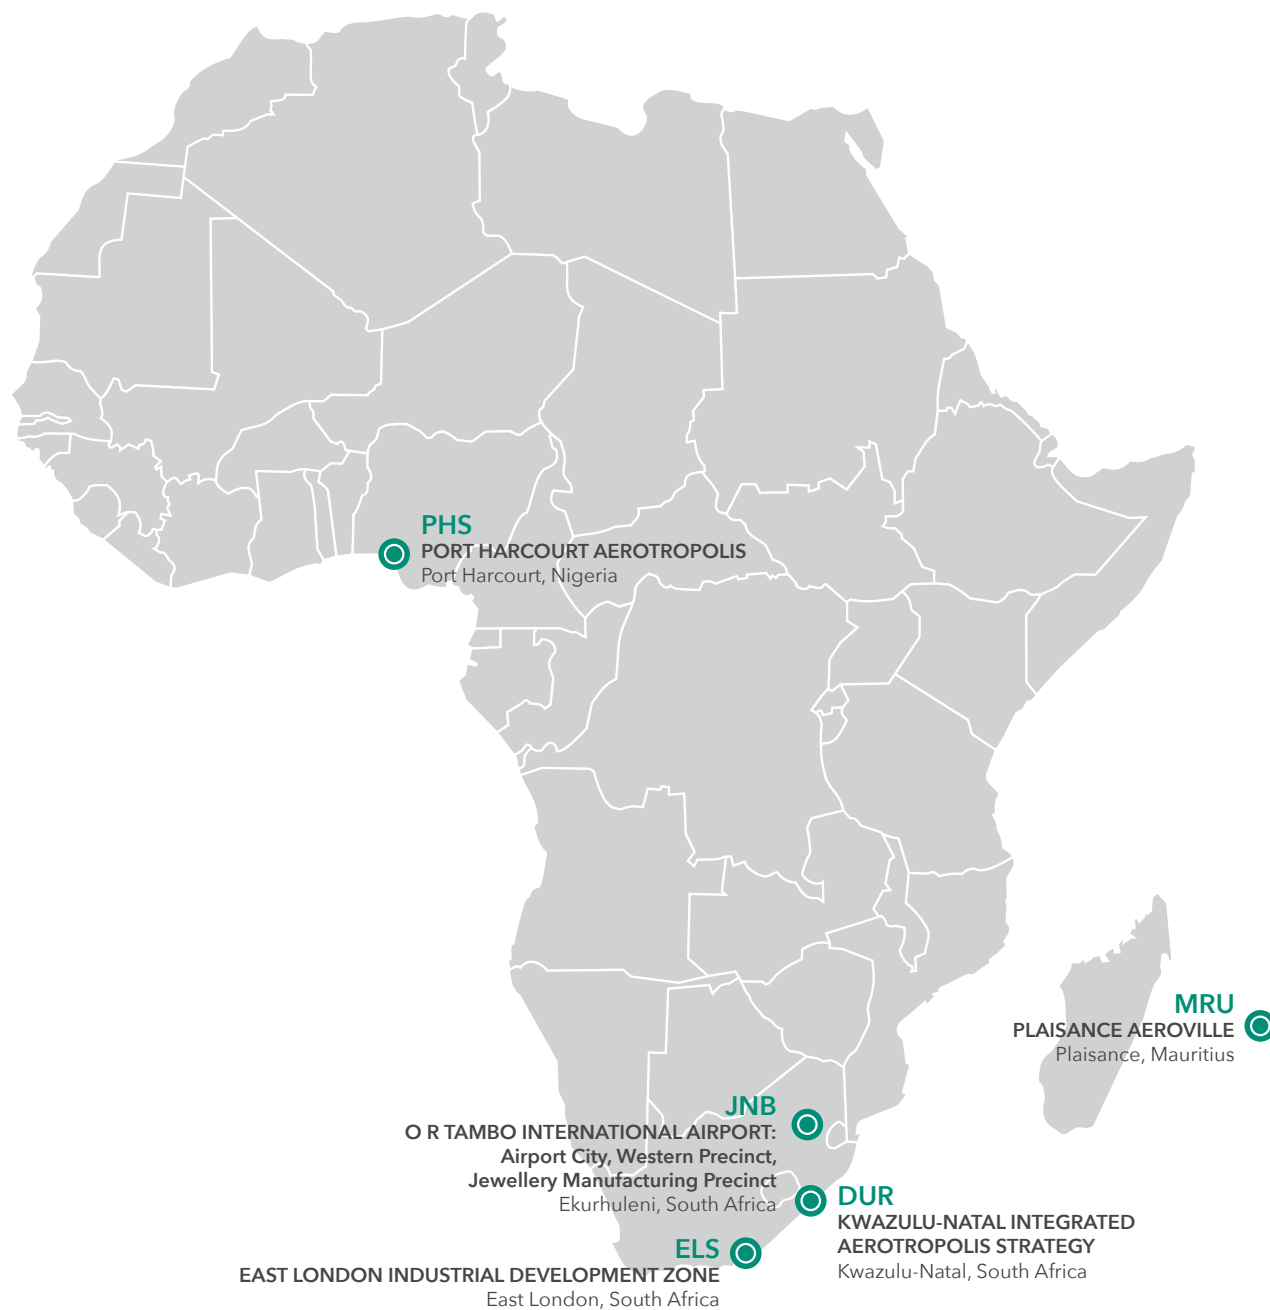 PHS
PORT HARCOURT AEROTROPOLIS
Port Harcourt, Nigeria
MRU
PLAISANCE AEROVILLE
Plaisance, Mauritius
JNB
O R TAMBO INTERNATIONAL AIRPORT:
Airport City, Western Precinct,
Jewellery Manufacturing Precinct
Ekurhuleni, South Africa
DUR
KWAZULU-NATAL INTEGRATED
AEROTROPOLIS STRATEGY
Kwazulu-Natal, South Africa
ELS
EAST LONDON INDUSTRIAL DEVELOPMENT ZONE
East London, South Africa